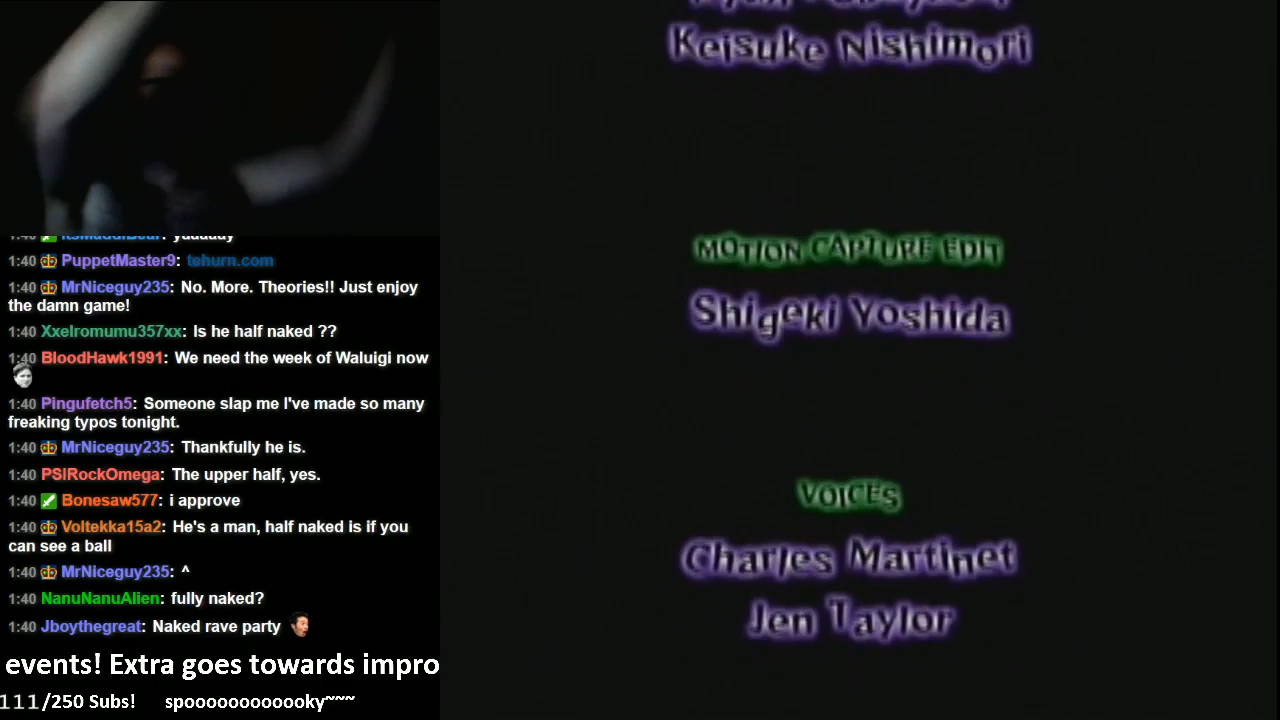 1:40 ItsMuddiBear: yaaaaay
1:40 PuppetMaster9: tehurn.com
1:40 MrNiceguy235: No. More. Theories!! Just enjoy
the damn game!
1:40 Xxelromumu357xx: Is he half naked ??
1:40 BloodHawk1991: We need the week of Waluigi now
1:40 Pingufetch5: Someone slap me I've made so many
freaking typos tonight.
1:40 MrNiceguy235: Thankfully he is.
1:40 PSIRockOmega: The upper half, yes.
1:40 Bonesaw577: i approve
1:40 Voltekka15a2: He's a man, half naked is if you
can see a ball
1:40 MrNiceguy235: ^
1:40 NanuNanuAlien: fully naked?
1:40 Jboythegreat: Naked rave party
events! Extra goes towards impro
111/250 Subs! spooooooooooky~~~
Keisuke Nishimori
MOTION CAPTURE EDIT
Shigeki Yoshida
VOICES
Charles Martinet
Jen Taylor